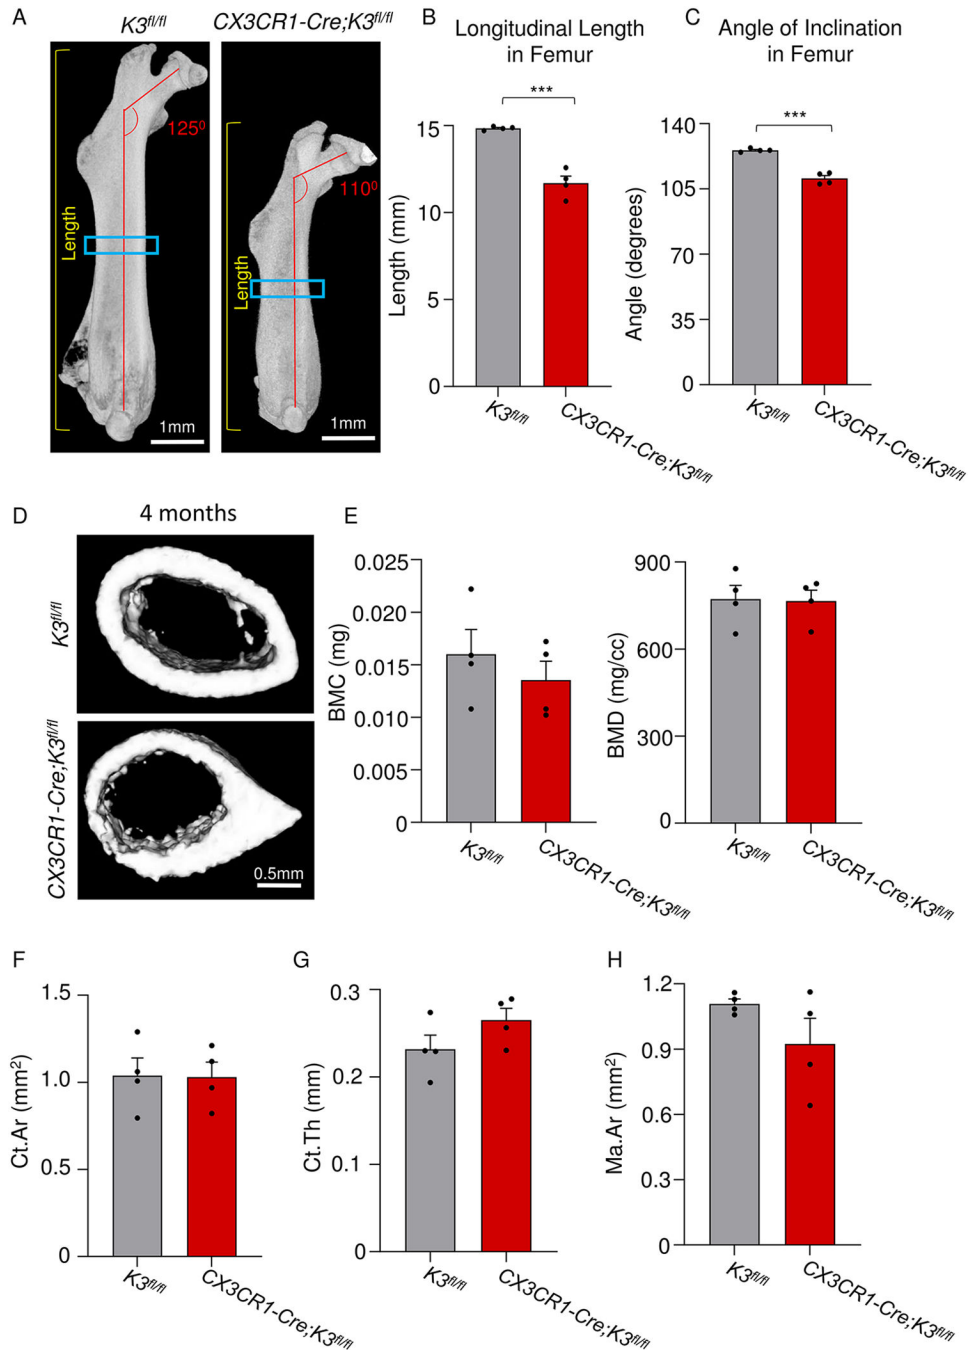 A
K3fl/fl
CX3CR1-Cre;K3fl/fl
Length
125⁰
1mm
Length
110⁰
1mm
B
Longitudinal Length
in Femur
***
Length (mm)
15
10
5
0
K3fl/fl
CX3CR1-Cre;K3fl/fl
C
Angle of Inclination
in Femur
***
Angle (degrees)
140
105
70
35
0
K3fl/fl
CX3CR1-Cre;K3fl/fl
D
4 months
K3fl/fl
CX3CR1-Cre;K3fl/fl
0.5mm
E
BMC (mg)
0.025
0.020
0.015
0.010
0.005
0
K3fl/fl
CX3CR1-Cre;K3fl/fl
BMD (mg/cc)
900
600
300
0
K3fl/fl
CX3CR1-Cre;K3fl/fl
F
Ct.Ar (mm²)
1.5
1.0
0.5
0
K3fl/fl
CX3CR1-Cre;K3fl/fl
G
Ct.Th (mm)
0.3
0.2
0.1
0
K3fl/fl
CX3CR1-Cre;K3fl/fl
H
Ma.Ar (mm²)
1.2
0.9
0.6
0.3
0
K3fl/fl
CX3CR1-Cre;K3fl/fl